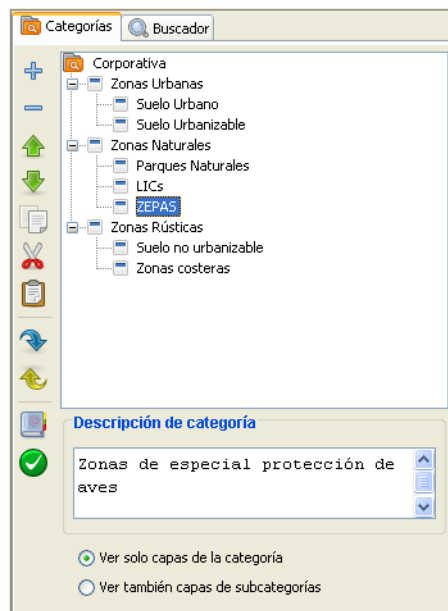 Categorías
Buscador
Corporativa
Zonas Urbanas
Suelo Urbano
Suelo Urbanizable
Zonas Naturales
Parques Naturales
LICs
ZEPAS
Zonas Rústicas
Suelo no urbanizable
Zonas costeras
Descripción de categoría
Zonas de especial protección de
aves
Ver solo capas de la categoría
Ver también capas de subcategorías